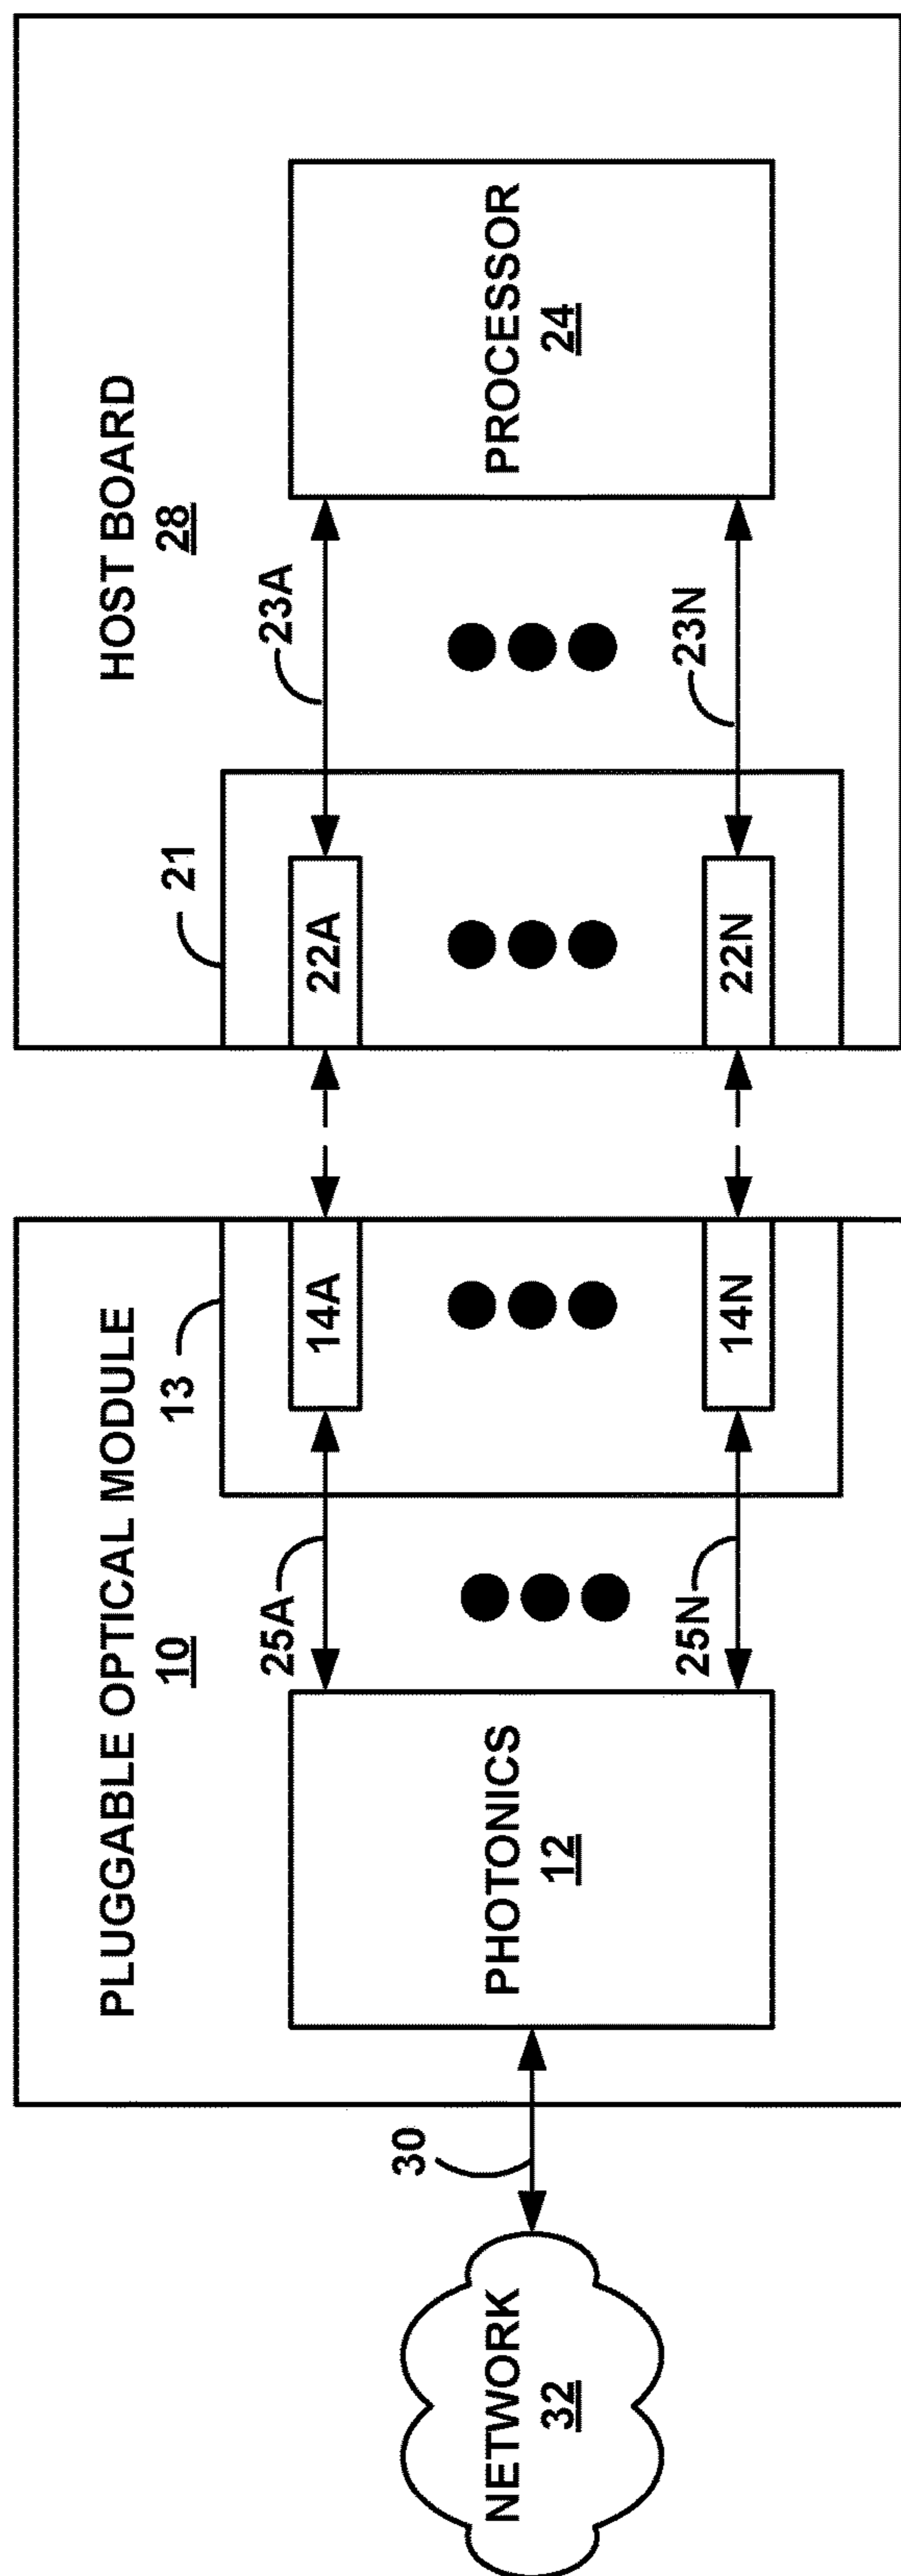 PLUGGABLE OPTICAL MODULE
10
HOST BOARD
28
13
21
25A
14A
22A
23A
30
NETWORK
32
PHOTONICS
12
PROCESSOR
24
25N
14N
22N
23N